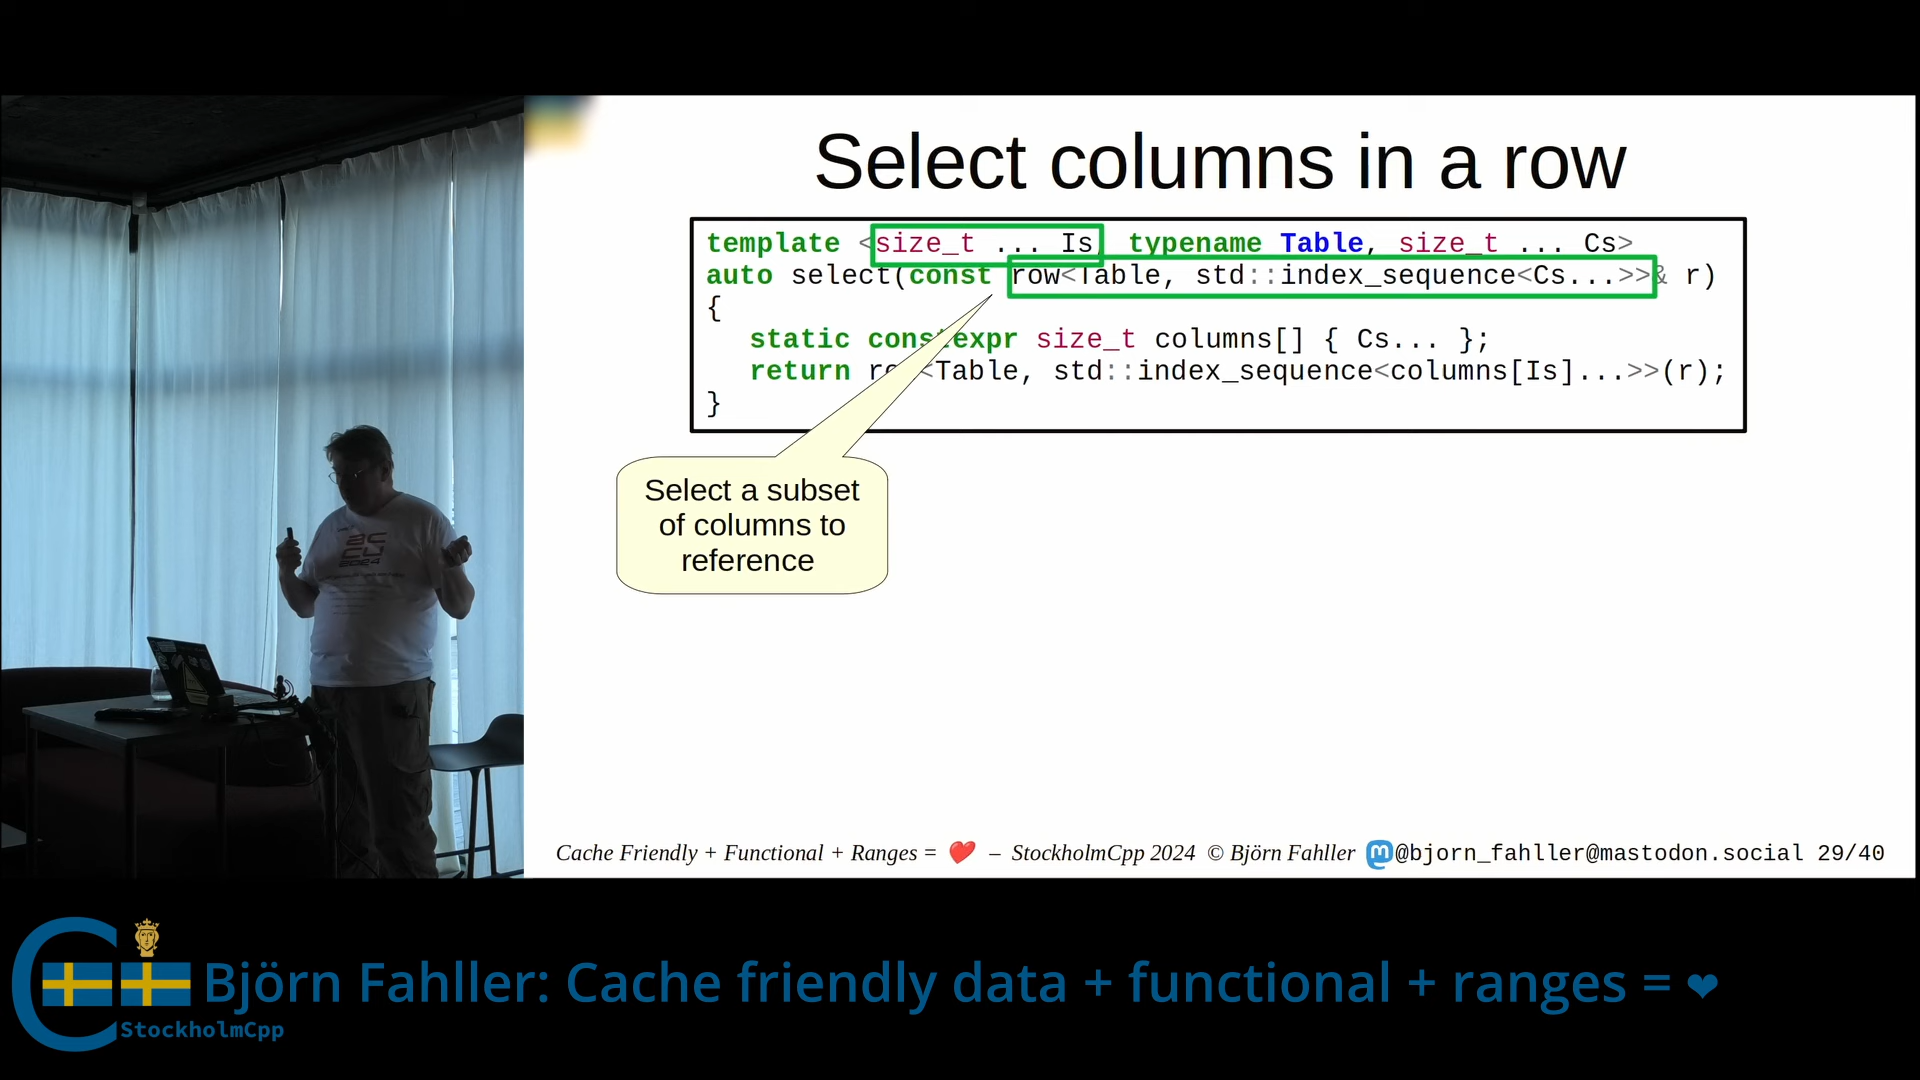 Select columns in a row
template <size_t ... Is, typename Table, size_t ... Cs>
auto select(const row<Table, std::index_sequence<Cs...>>& r)
{
static constexpr size_t columns[] { Cs... };
return row<Table, std::index_sequence<columns[Is]...>>(r);
}
Select a subset
of columns to
reference
ACCU
2024
Cache Friendly + Functional + Ranges = ❤️ – StockholmCpp 2024 © Björn Fahller @bjorn_fahller@mastodon.social 29/40
Björn Fahller: Cache friendly data + functional + ranges = ❤
StockholmCpp